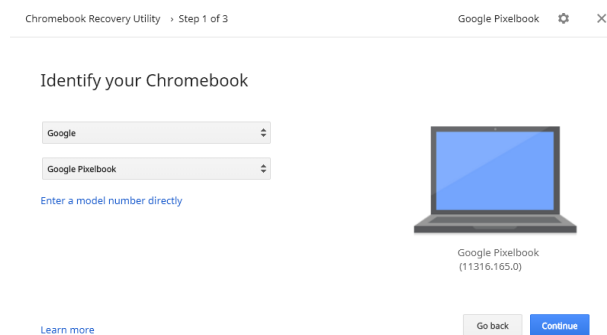 Chromebook Recovery Utility › Step 1 of 3
Google Pixelbook
Identify your Chromebook
Google
Google Pixelbook
Enter a model number directly
Google Pixelbook
(11316.165.0)
Learn more
Go back
Continue